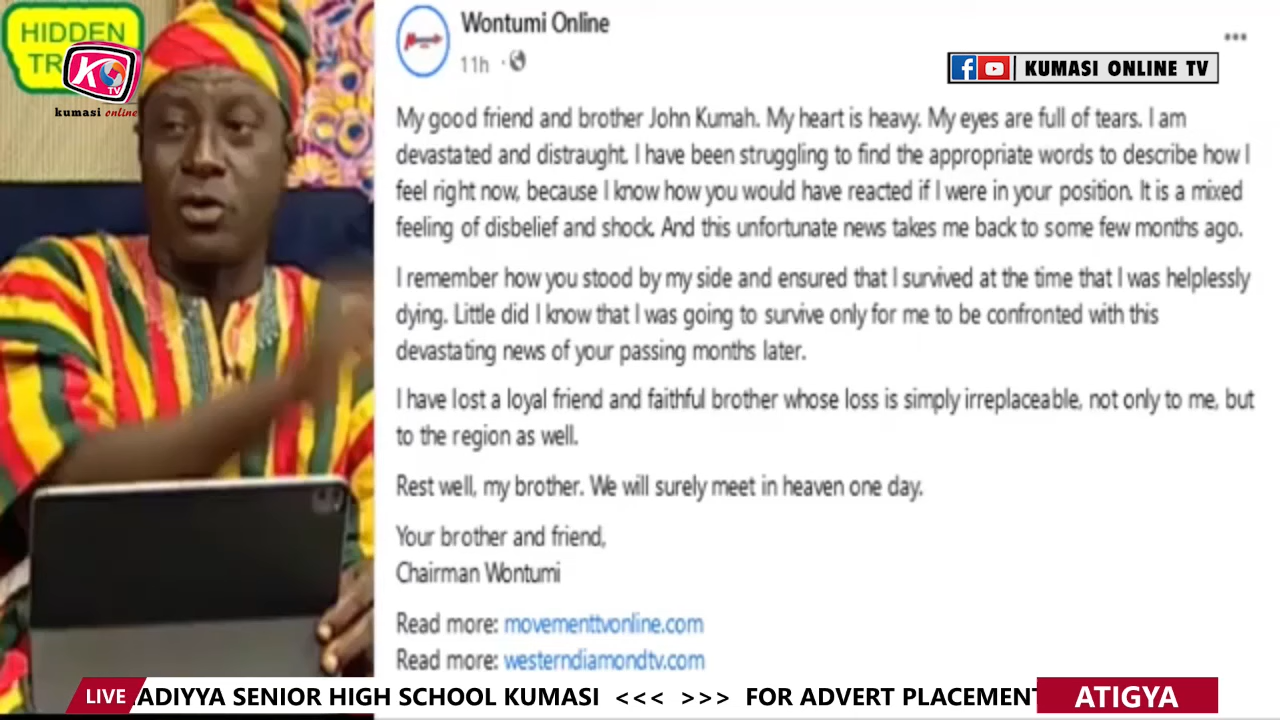 HIDDEN
TR
K
TV
kumasi online
Wontumi Online
11h
KUMASI ONLINE TV
My good friend and brother John Kumah. My heart is heavy. My eyes are full of tears. I am
devastated and distraught. I have been struggling to find the appropriate words to describe how I
feel right now, because I know how you would have reacted if I were in your position. It is a mixed
feeling of disbelief and shock. And this unfortunate news takes me back to some few months ago.
I remember how you stood by my side and ensured that I survived at the time that I was helplessly
dying. Little did I know that I was going to survive only for me to be confronted with this
devastating news of your passing months later.
I have lost a loyal friend and faithful brother whose loss is simply irreplaceable, not only to me, but
to the region as well.
Rest well, my brother. We will surely meet in heaven one day.
Your brother and friend,
Chairman Wontumi
Read more: movementtvonline.com
Read more: westerndiamondtv.com
LIVE ADIYYA SENIOR HIGH SCHOOL KUMASI <<< >>> FOR ADVERT PLACEMENT ATIGYA